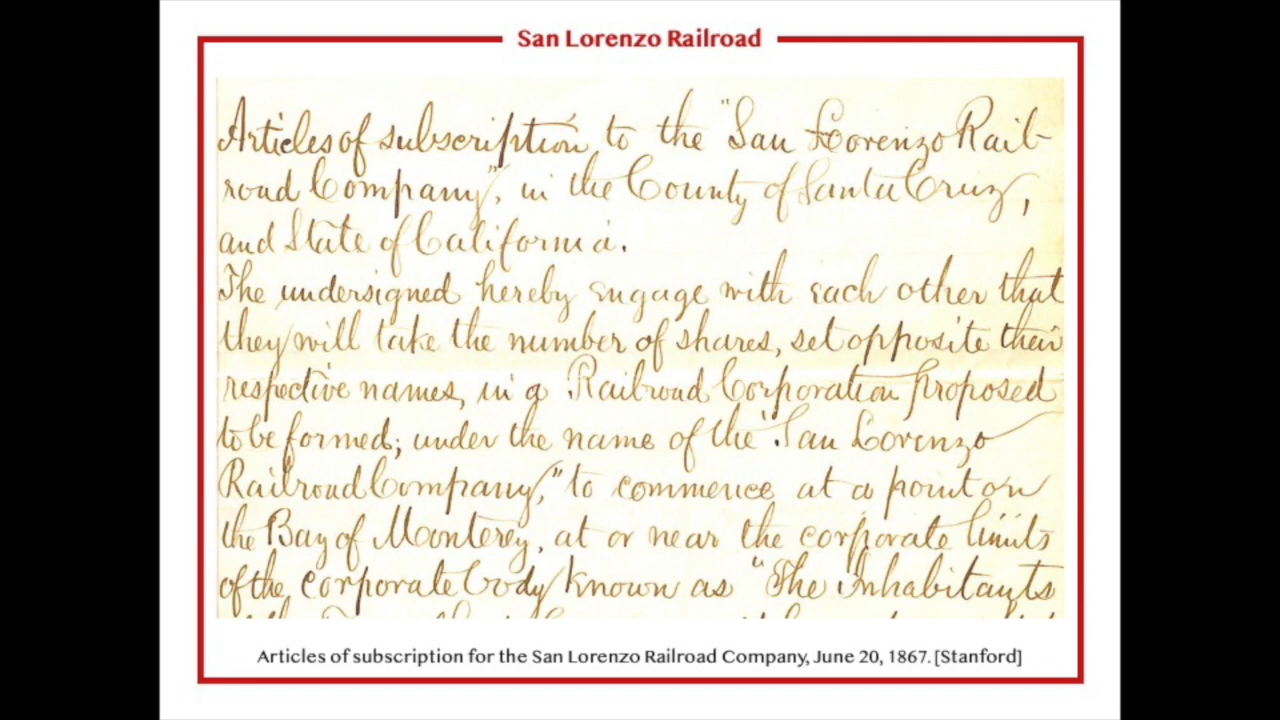 San Lorenzo Railroad
Articles of subscription, to the "San Lorenzo Rail-
road Company", in the County of Santa Cruz,
and State of California.
The undersigned hereby engage with each other that
they will take the number of shares, set opposite their
respective names, in a Railroad Corporation proposed
to be formed; under the name of the "San Lorenzo
Railroad Company," to commence at a point on
the Bay of Monterey, at or near the corporate limits
of the corporate body known as "The Inhabitants
Articles of subscription for the San Lorenzo Railroad Company, June 20, 1867. [Stanford]